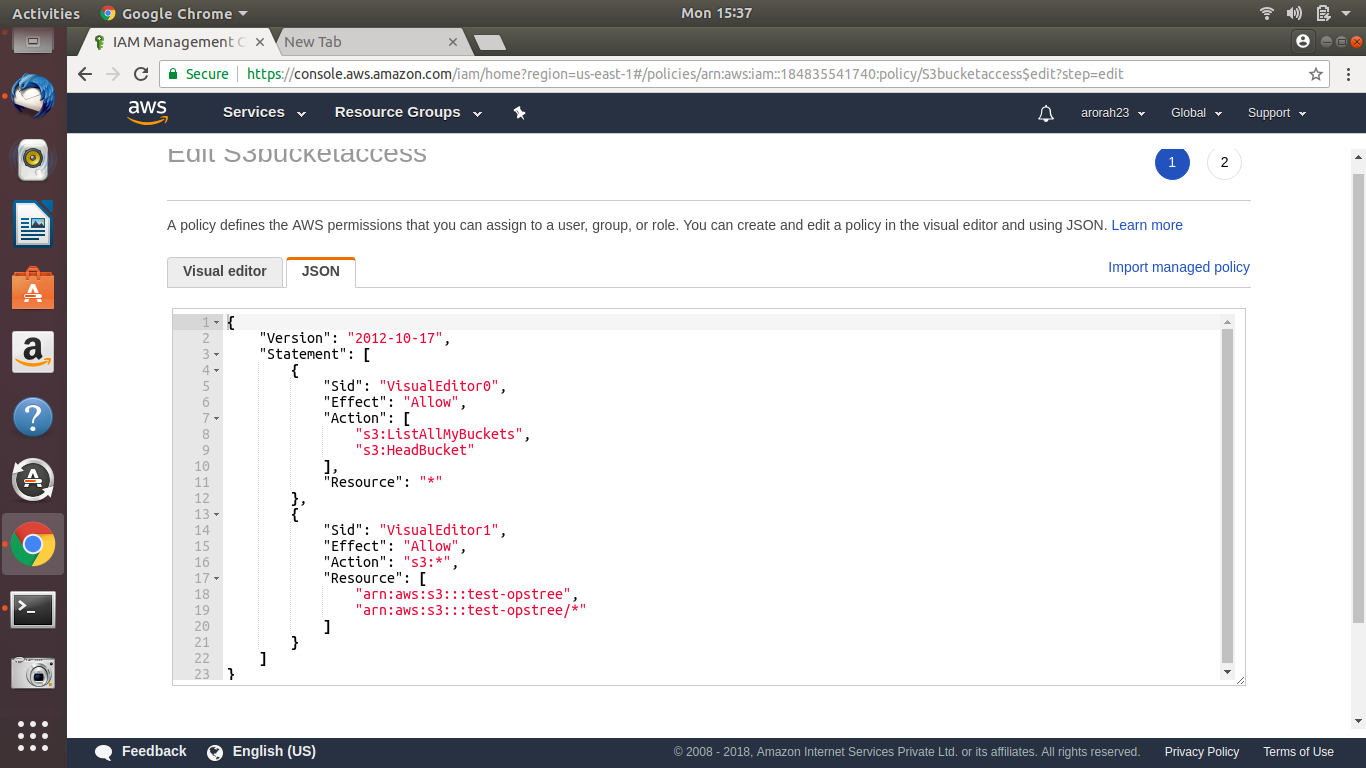 Activities
Google Chrome
Mon 15:37
IAM Management C
New Tab
Secure
https://console.aws.amazon.com/iam/home?region=us-east-1#/policies/arn:aws:iam::184835541740:policy/S3bucketaccess$edit?step=edit
aws
Services
Resource Groups
arorah23
Global
Support
Edit S3bucketaccess
1
2
A policy defines the AWS permissions that you can assign to a user, group, or role. You can create and edit a policy in the visual editor and using JSON. Learn more
Visual editor
JSON
Import managed policy
1 {
2 "Version": "2012-10-17",
3 "Statement": [
4 {
5 "Sid": "VisualEditor0",
6 "Effect": "Allow",
7 "Action": [
8 "s3:ListAllMyBuckets",
9 "s3:HeadBucket"
10 ],
11 "Resource": "*"
12 },
13 {
14 "Sid": "VisualEditor1",
15 "Effect": "Allow",
16 "Action": "s3:*",
17 "Resource": [
18 "arn:aws:s3:::test-opstree",
19 "arn:aws:s3:::test-opstree/*"
20 ]
21 }
22 ]
23 }
Feedback
English (US)
© 2008 - 2018, Amazon Internet Services Private Ltd. or its affiliates. All rights reserved.
Privacy Policy
Terms of Use